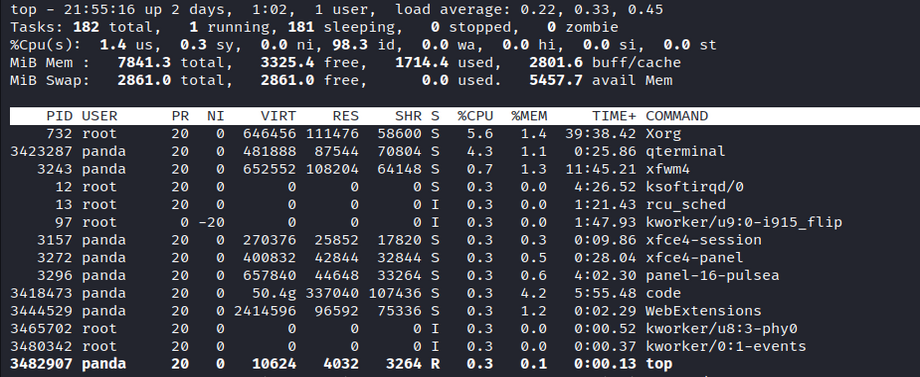 top - 21:55:16 up 2 days,  1:02,  1 user,  load average: 0.22, 0.33, 0.45
Tasks: 182 total,   1 running, 181 sleeping,   0 stopped,   0 zombie
%Cpu(s):  1.4 us,  0.3 sy,  0.0 ni, 98.3 id,  0.0 wa,  0.0 hi,  0.0 si,  0.0 st
MiB Mem :   7841.3 total,   3325.4 free,   1714.4 used,   2801.6 buff/cache
MiB Swap:   2861.0 total,   2861.0 free,      0.0 used.   5457.7 avail Mem
    PID USER      PR  NI    VIRT    RES    SHR S  %CPU  %MEM     TIME+ COMMAND
    732 root      20   0  646456 111476  58600 S   5.6   1.4  39:38.42 Xorg
3423287 panda     20   0  481888  87544  70804 S   4.3   1.1   0:25.86 qterminal
   3243 panda     20   0  652552 108204  64148 S   0.7   1.3  11:45.21 xfwm4
     12 root      20   0       0      0      0 S   0.3   0.0   4:26.52 ksoftirqd/0
     13 root      20   0       0      0      0 I   0.3   0.0   1:21.43 rcu_sched
     97 root       0 -20       0      0      0 I   0.3   0.0   1:47.93 kworker/u9:0-i915_flip
   3157 panda     20   0  270376  25852  17820 S   0.3   0.3   0:09.86 xfce4-session
   3272 panda     20   0  400832  42844  32844 S   0.3   0.5   0:28.04 xfce4-panel
   3296 panda     20   0  657840  44648  33264 S   0.3   0.6   4:02.30 panel-16-pulsea
3418473 panda     20   0   50.4g 337040 107436 S   0.3   4.2   5:55.48 code
3444529 panda     20   0 2414596  96592  75336 S   0.3   1.2   0:02.29 WebExtensions
3465702 root      20   0       0      0      0 I   0.3   0.0   0:00.52 kworker/u8:3-phy0
3480342 root      20   0       0      0      0 I   0.3   0.0   0:00.37 kworker/0:1-events
3482907 panda     20   0   10624   4032   3264 R   0.3   0.1   0:00.13 top